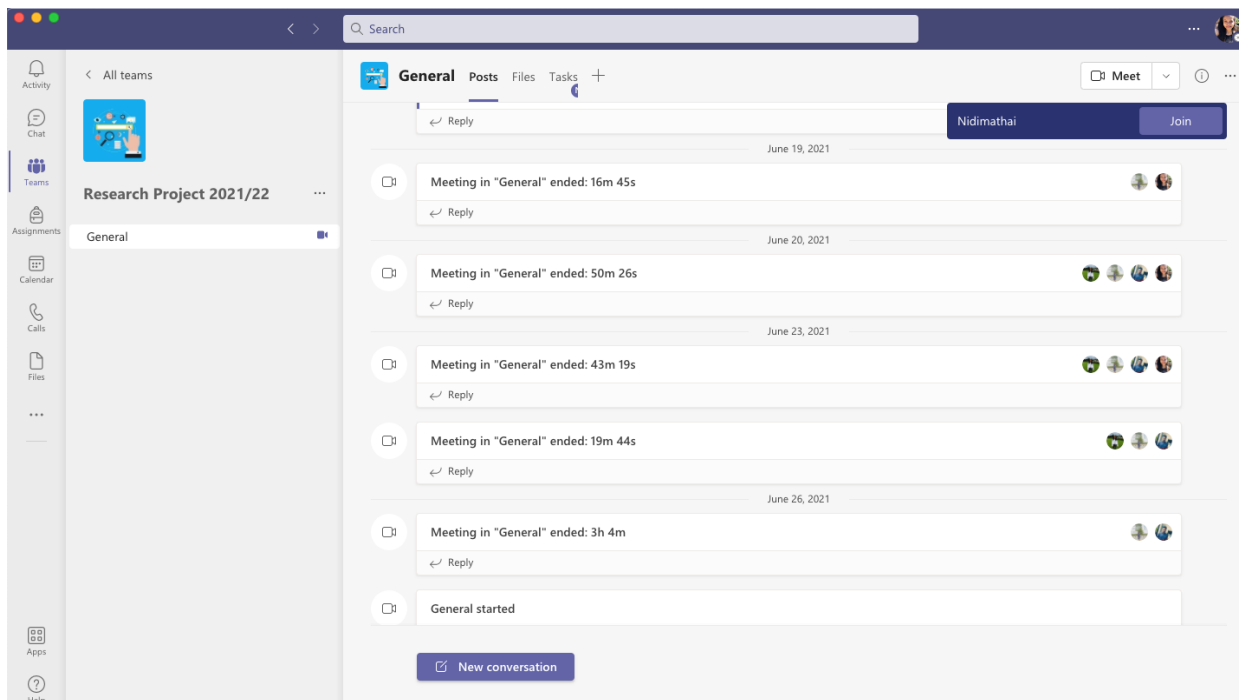 Search
Activity
Chat
Teams
Assignments
Calendar
Calls
Files
Apps
Help
All teams
Research Project 2021/22
General
General Posts Files Tasks
Meet
Nidimathai Join
Reply
June 19, 2021
Meeting in "General" ended: 16m 45s
Reply
June 20, 2021
Meeting in "General" ended: 50m 26s
Reply
June 23, 2021
Meeting in "General" ended: 43m 19s
Reply
Meeting in "General" ended: 19m 44s
Reply
June 26, 2021
Meeting in "General" ended: 3h 4m
Reply
General started
New conversation